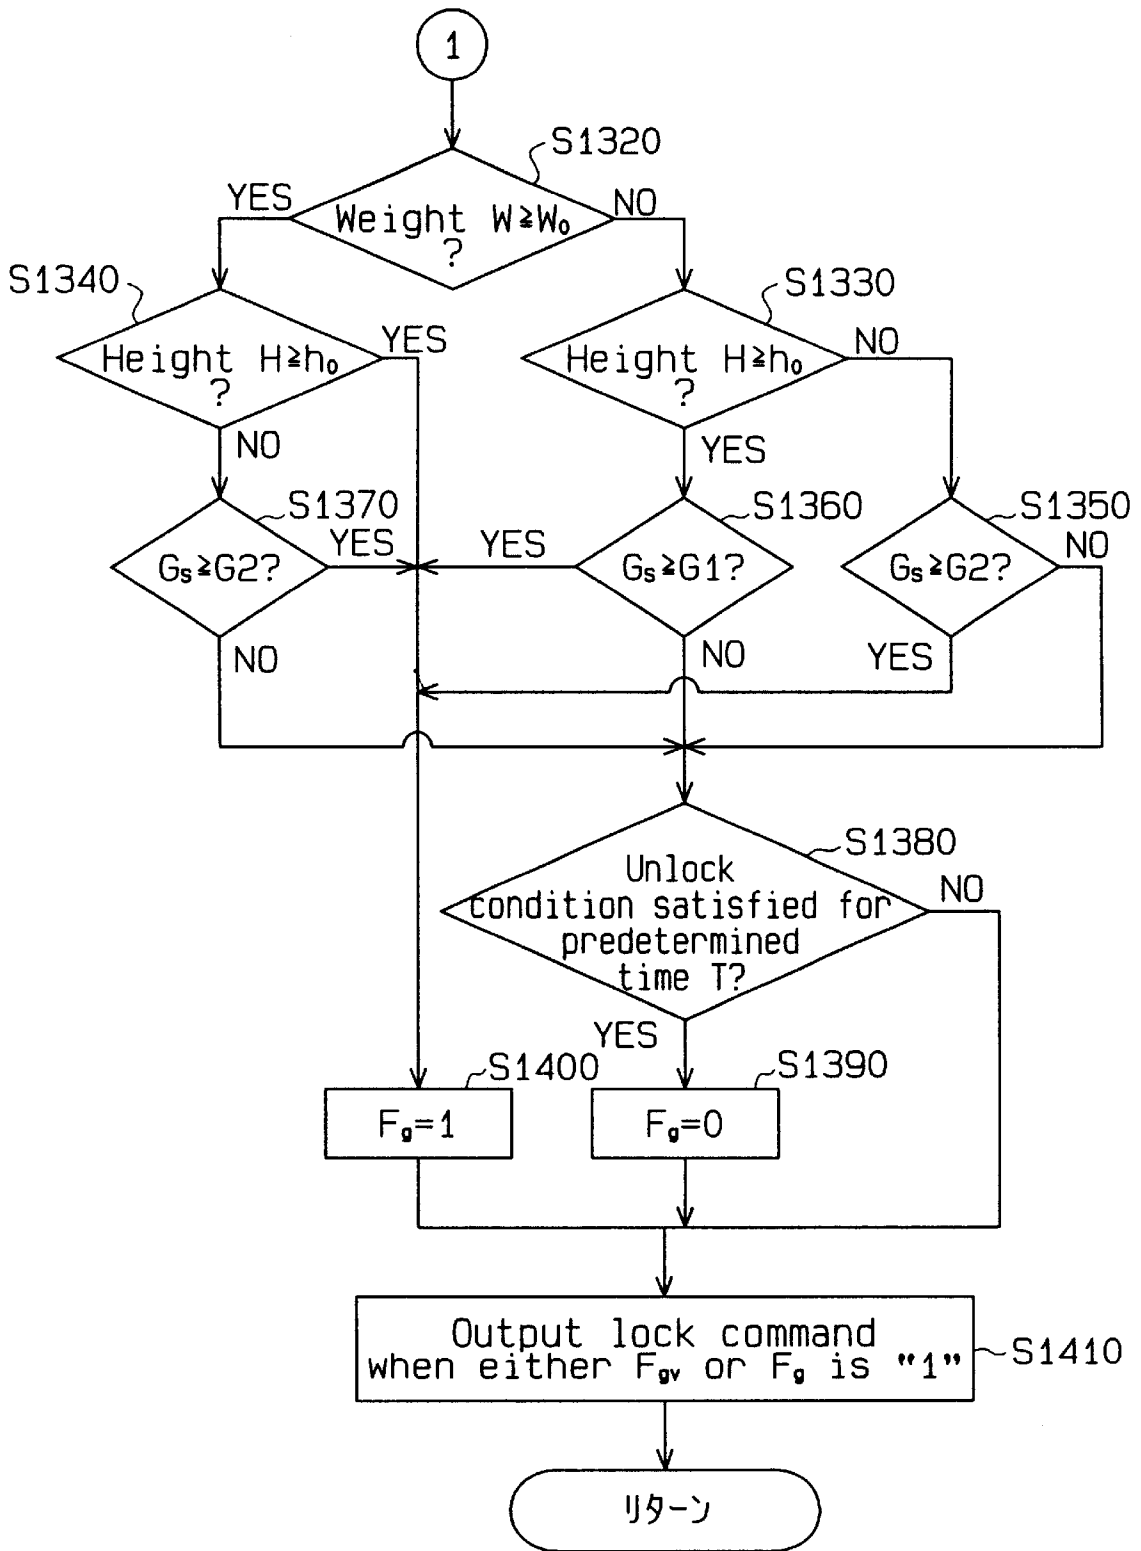 1
S1320
YES
NO
Weight W≧W₀
?
S1340
S1330
YES
NO
Height H≧h₀
?
Height H≧h₀
?
NO
YES
S1370
S1360
S1350
YES
YES
NO
Gs≧G2?
Gs≧G1?
Gs≧G2?
NO
NO
YES
S1380
Unlock
condition satisfied for
predetermined
time T?
NO
YES
S1400
S1390
Fg=1
Fg=0
Output lock command
when either Fgv or Fg is "1"
S1410
リターン